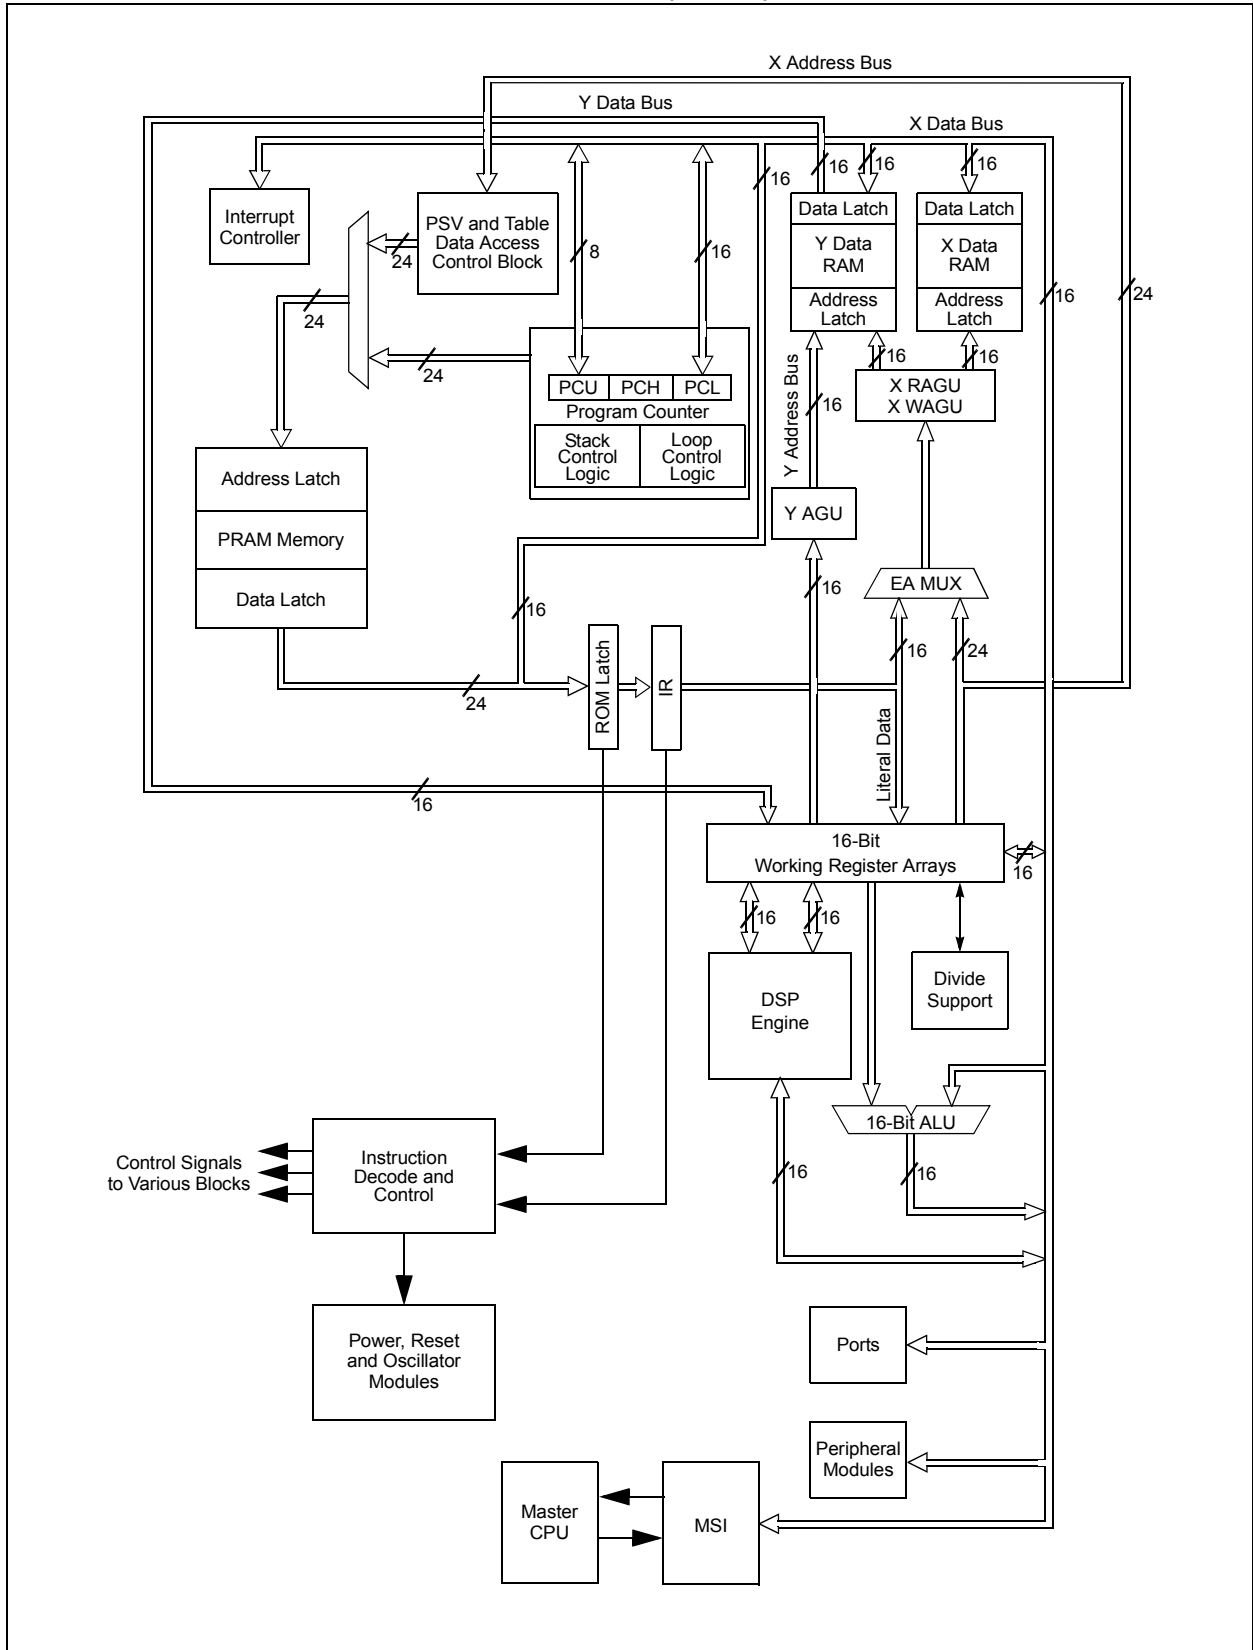 X Address Bus
Y Data Bus
X Data Bus
16
16
16
16
Interrupt
Controller
PSV and Table
Data Access
Control Block
24
8
16
Data Latch
Y Data
RAM
Address
Latch
Data Latch
X Data
RAM
Address
Latch
16
24
24
24
16
16
PCU
PCH
PCL
Program Counter
Stack
Control
Logic
Loop
Control
Logic
Y Address Bus
16
X RAGU
X WAGU
Address Latch
PRAM Memory
Data Latch
Y AGU
EA MUX
16
16
16
24
24
ROM Latch
IR
Literal Data
16
16-Bit
Working Register Arrays
16
16
16
DSP
Engine
Divide
Support
16-Bit ALU
16
16
Control Signals
to Various Blocks
Instruction
Decode and
Control
Power, Reset
and Oscillator
Modules
Ports
Peripheral
Modules
Master
CPU
MSI